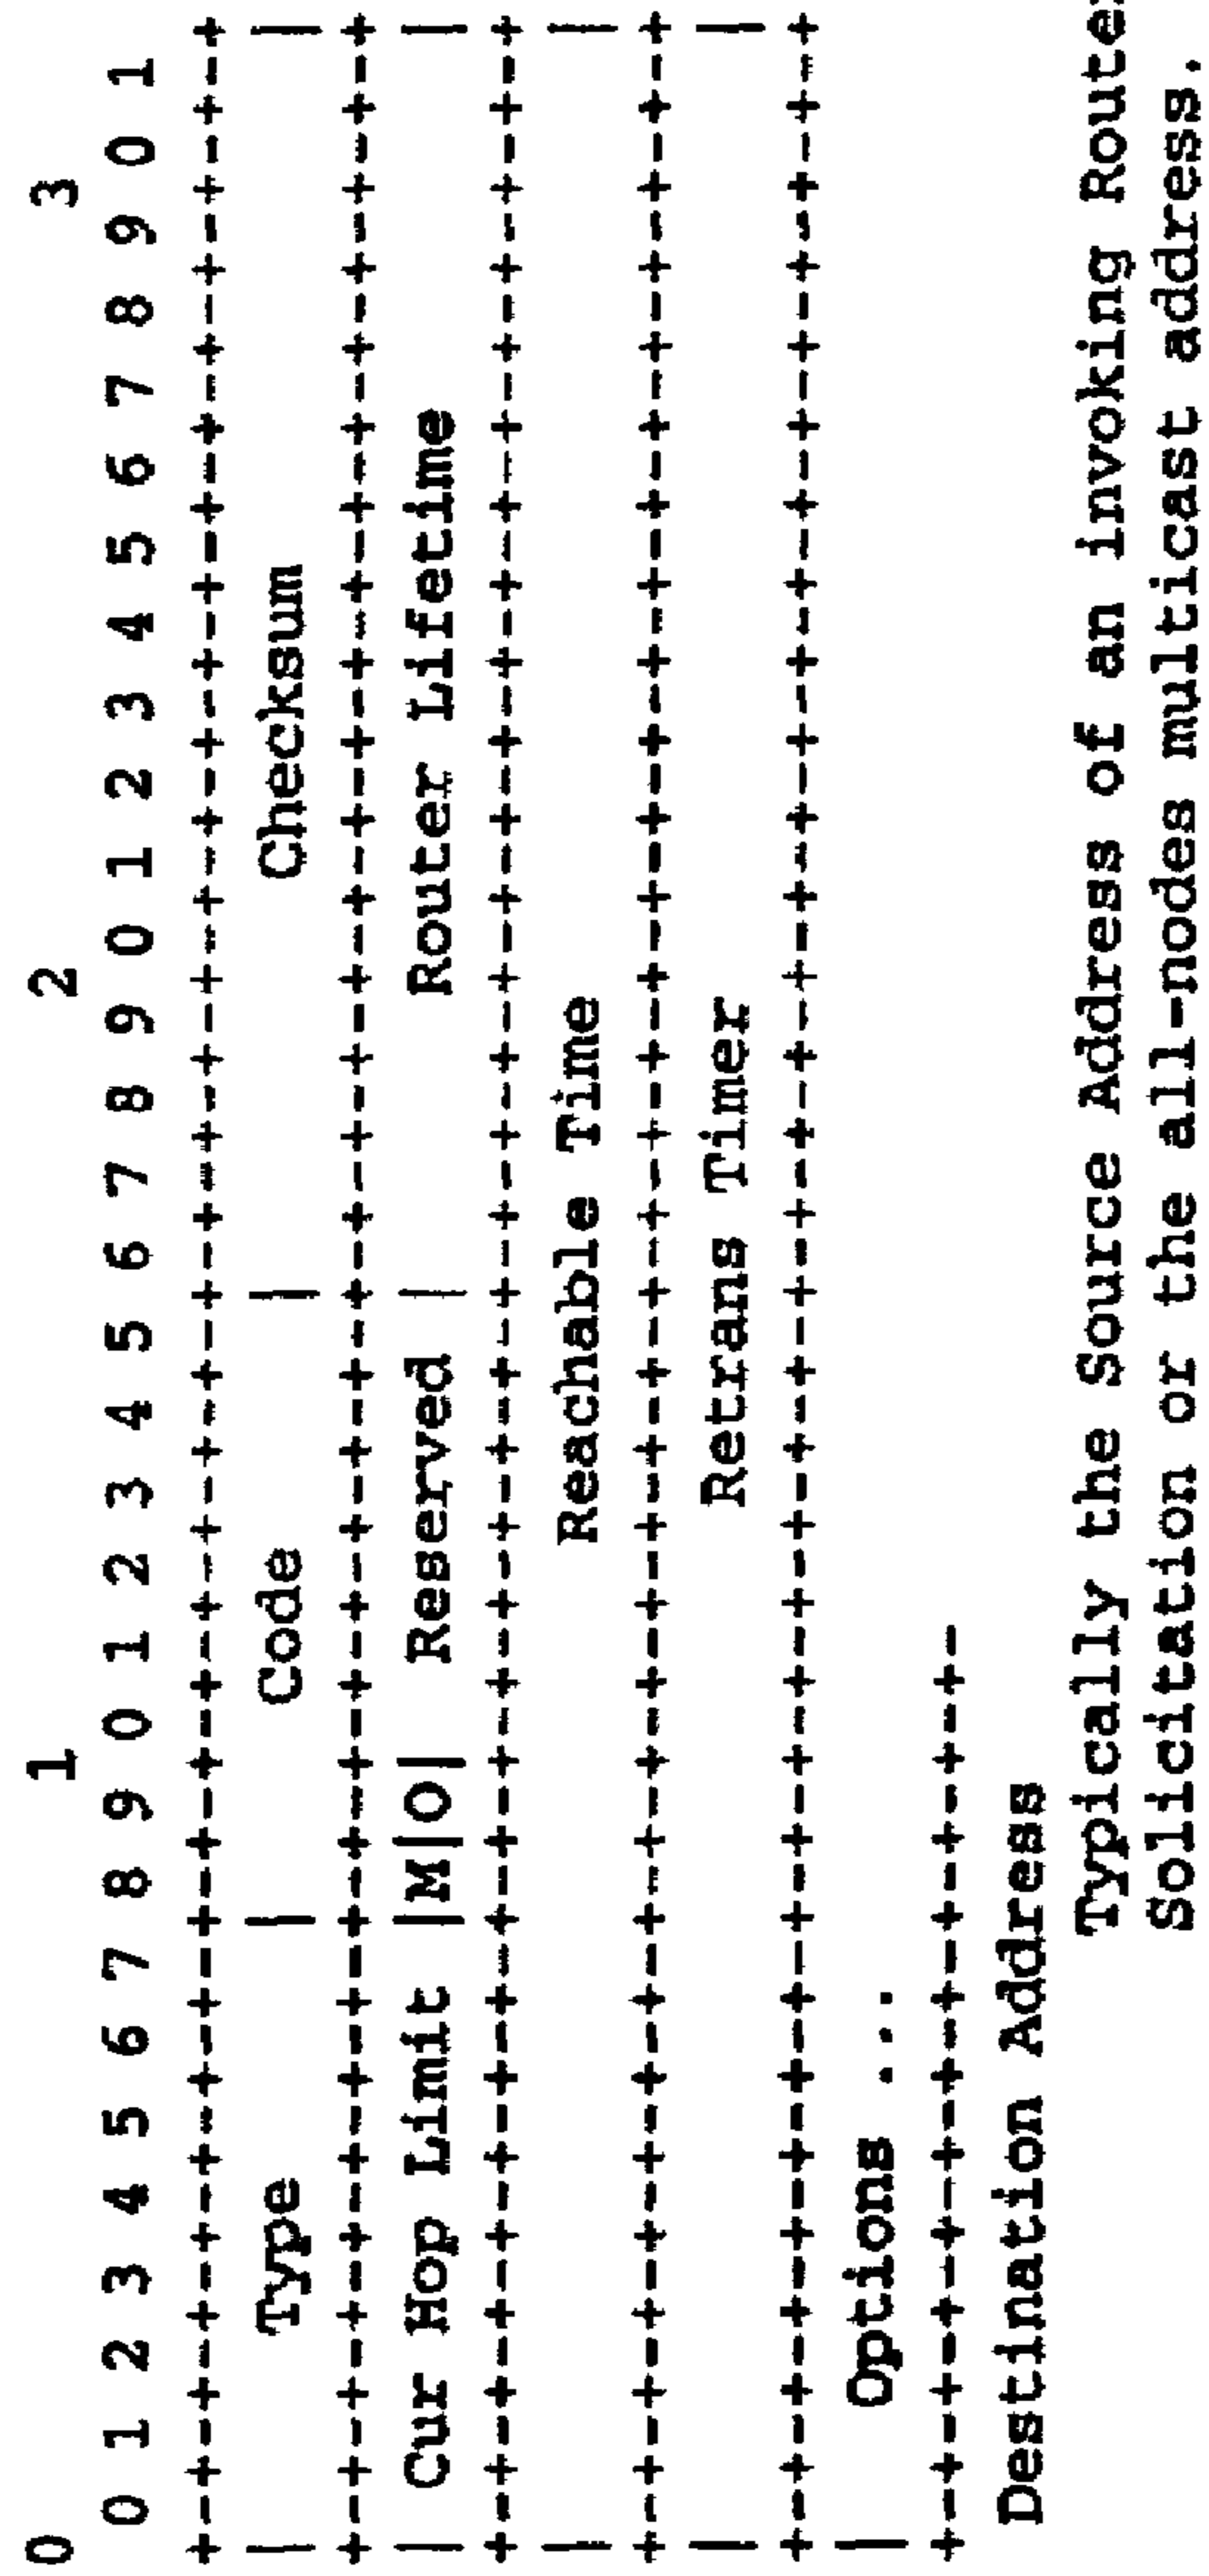 0                   1                   2                   3
 0 1 2 3 4 5 6 7 8 9 0 1 2 3 4 5 6 7 8 9 0 1 2 3 4 5 6 7 8 9 0 1
+-+-+-+-+-+-+-+-+-+-+-+-+-+-+-+-+-+-+-+-+-+-+-+-+-+-+-+-+-+-+-+-+
|     Type      |     Code      |          Checksum             |
+-+-+-+-+-+-+-+-+-+-+-+-+-+-+-+-+-+-+-+-+-+-+-+-+-+-+-+-+-+-+-+-+
| Cur Hop Limit |M|O|  Reserved |       Router Lifetime         |
+-+-+-+-+-+-+-+-+-+-+-+-+-+-+-+-+-+-+-+-+-+-+-+-+-+-+-+-+-+-+-+-+
|                         Reachable Time                        |
+-+-+-+-+-+-+-+-+-+-+-+-+-+-+-+-+-+-+-+-+-+-+-+-+-+-+-+-+-+-+-+-+
|                          Retrans Timer                        |
+-+-+-+-+-+-+-+-+-+-+-+-+-+-+-+-+-+-+-+-+-+-+-+-+-+-+-+-+-+-+-+-+
|   Options ...
+-+-+-+-+-+-+-+-+-+-+-+-
Destination Address
Typically the Source Address of an invoking Route
Solicitation or the all-nodes multicast address.